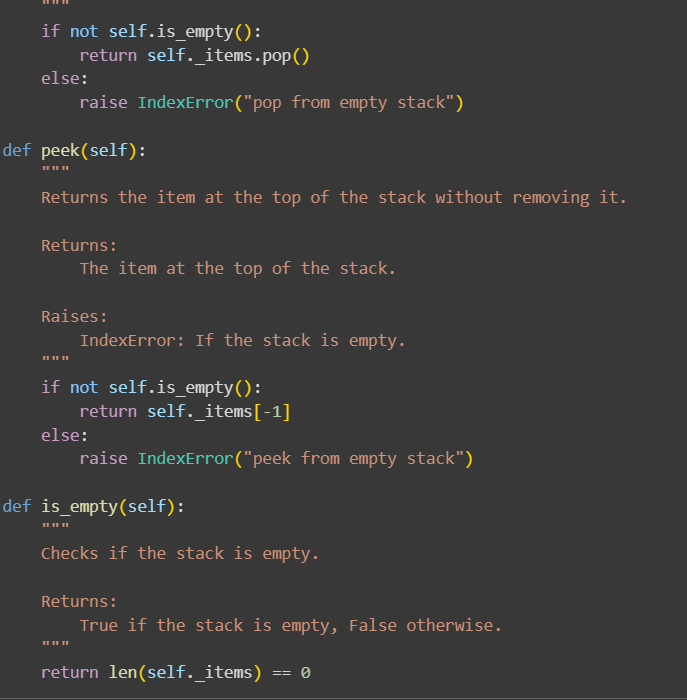 """
if not self.is_empty():
    return self._items.pop()
else:
    raise IndexError("pop from empty stack")
def peek(self):
    """
    Returns the item at the top of the stack without removing it.
    Returns:
        The item at the top of the stack.
    Raises:
        IndexError: If the stack is empty.
    """
    if not self.is_empty():
        return self._items[-1]
    else:
        raise IndexError("peek from empty stack")
def is_empty(self):
    """
    Checks if the stack is empty.
    Returns:
        True if the stack is empty, False otherwise.
    """
    return len(self._items) == 0